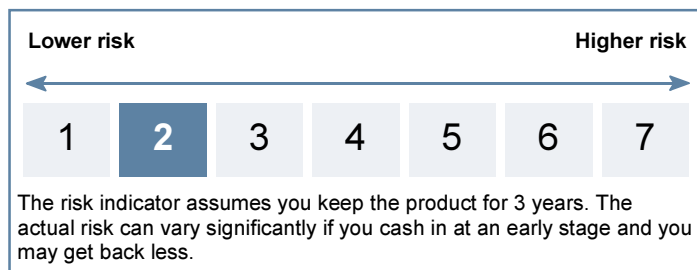 Lower risk Higher risk
1 2 3 4 5 6 7
The risk indicator assumes you keep the product for 3 years. The
actual risk can vary significantly if you cash in at an early stage and you
may get back less.